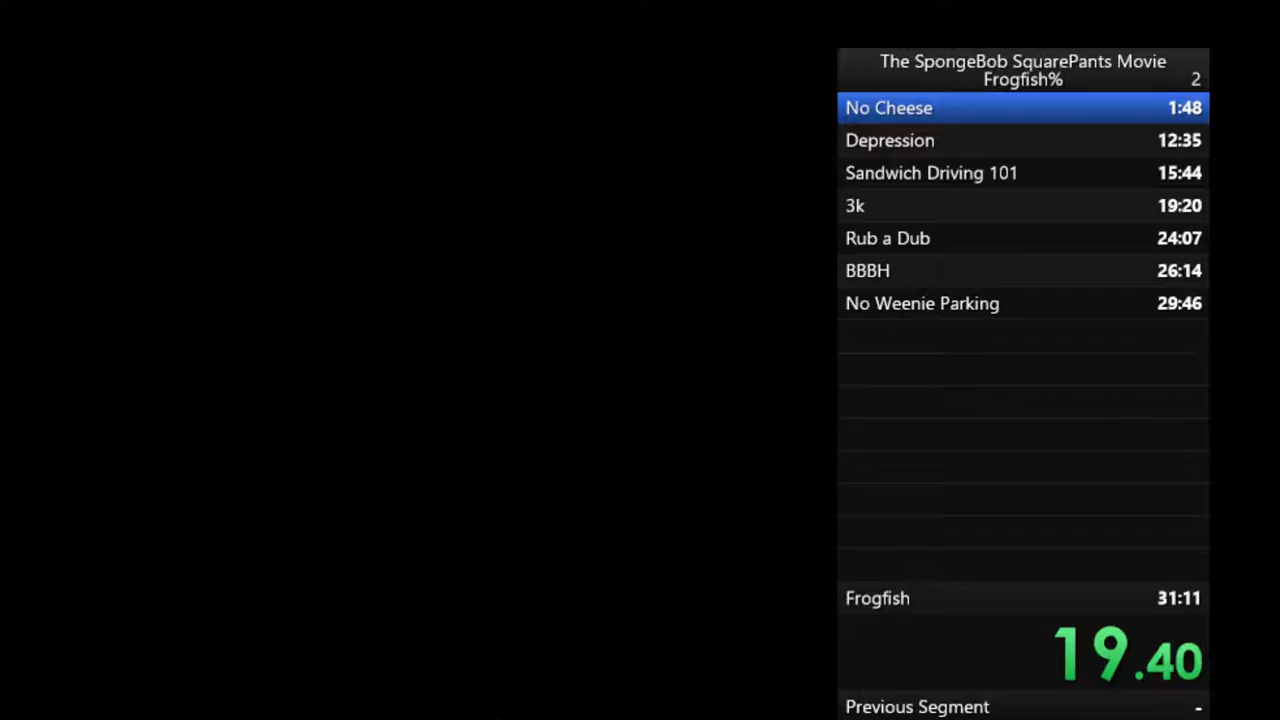 The SpongeBob SquarePants Movie
Frogfish% 2
No Cheese 1:48
Depression 12:35
Sandwich Driving 101 15:44
3k 19:20
Rub a Dub 24:07
BBBH 26:14
No Weenie Parking 29:46
Frogfish 31:11
19.40
Previous Segment -